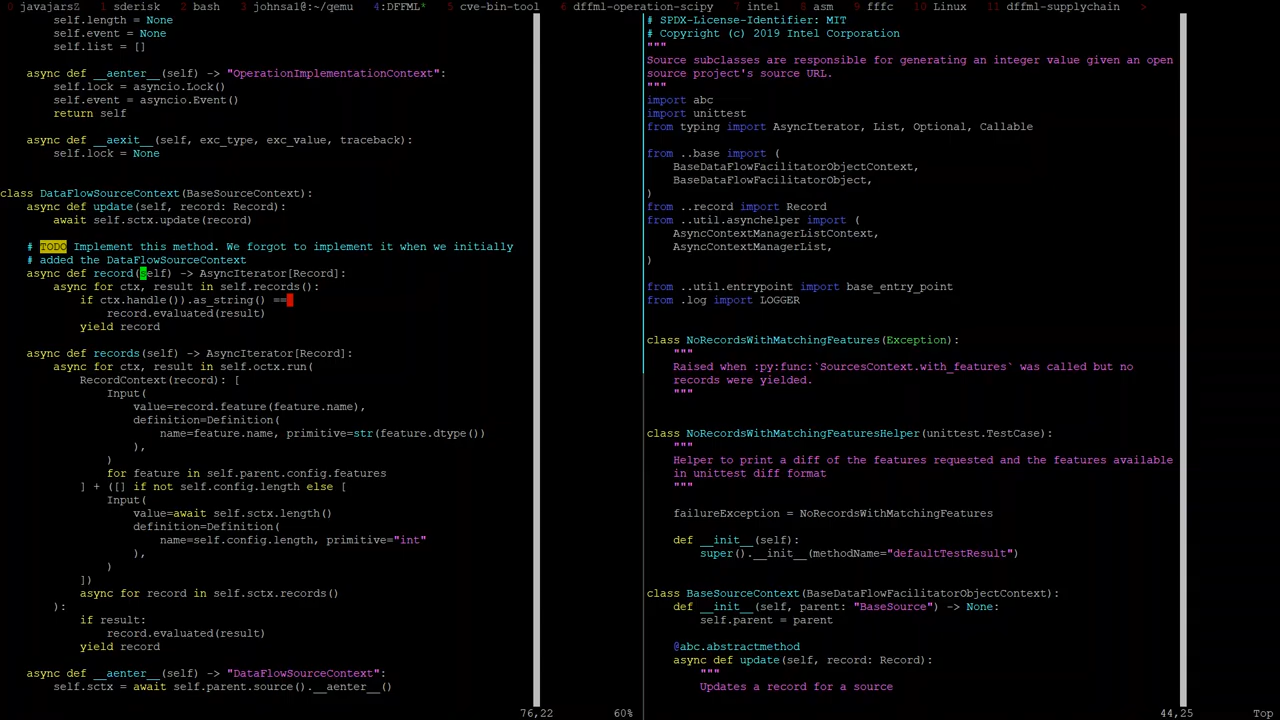 0 javajarsZ  1 sderisk  2 bash  3 johnsal@:~/qemu  4:DFFML*  5 cve-bin-tool  6 dffml-operation-scipy  7 intel  8 asm  9 fffc  10 Linux  11 dffml-supplychain  >
self.length = None
self.event = None
self.list = []
async def __aenter__(self) -> "OperationImplementationContext":
self.lock = asyncio.Lock()
self.event = asyncio.Event()
return self
async def __aexit__(self, exc_type, exc_value, traceback):
self.lock = None
class DataFlowSourceContext(BaseSourceContext):
async def update(self, record: Record):
await self.sctx.update(record)
# TODO Implement this method. We forgot to implement it when we initially
# added the DataFlowSourceContext
async def record(self) -> AsyncIterator[Record]:
async for ctx, result in self.records():
if ctx.handle()).as_string() ==
record.evaluated(result)
yield record
async def records(self) -> AsyncIterator[Record]:
async for ctx, result in self.octx.run(
RecordContext(record): [
Input(
value=record.feature(feature.name),
definition=Definition(
name=feature.name, primitive=str(feature.dtype())
),
)
for feature in self.parent.config.features
] + ([] if not self.config.length else [
Input(
value=await self.sctx.length()
definition=Definition(
name=self.config.length, primitive="int"
),
)
])
async for record in self.sctx.records()
):
if result:
record.evaluated(result)
yield record
async def __aenter__(self) -> "DataFlowSourceContext":
self.sctx = await self.parent.source().__aenter__()
76,22  60%
# SPDX-License-Identifier: MIT
# Copyright (c) 2019 Intel Corporation
"""
Source subclasses are responsible for generating an integer value given an open
source project's source URL.
"""
import abc
import unittest
from typing import AsyncIterator, List, Optional, Callable
from ..base import (
BaseDataFlowFacilitatorObjectContext,
BaseDataFlowFacilitatorObject,
)
from ..record import Record
from ..util.asynchelper import (
AsyncContextManagerListContext,
AsyncContextManagerList,
)
from ..util.entrypoint import base_entry_point
from .log import LOGGER
class NoRecordsWithMatchingFeatures(Exception):
"""
Raised when :py:func:`SourcesContext.with_features` was called but no
records were yielded.
"""
class NoRecordsWithMatchingFeaturesHelper(unittest.TestCase):
"""
Helper to print a diff of the features requested and the features available
in unittest diff format
"""
failureException = NoRecordsWithMatchingFeatures
def __init__(self):
super().__init__(methodName="defaultTestResult")
class BaseSourceContext(BaseDataFlowFacilitatorObjectContext):
def __init__(self, parent: "BaseSource") -> None:
self.parent = parent
@abc.abstractmethod
async def update(self, record: Record):
"""
Updates a record for a source
44,25  Top